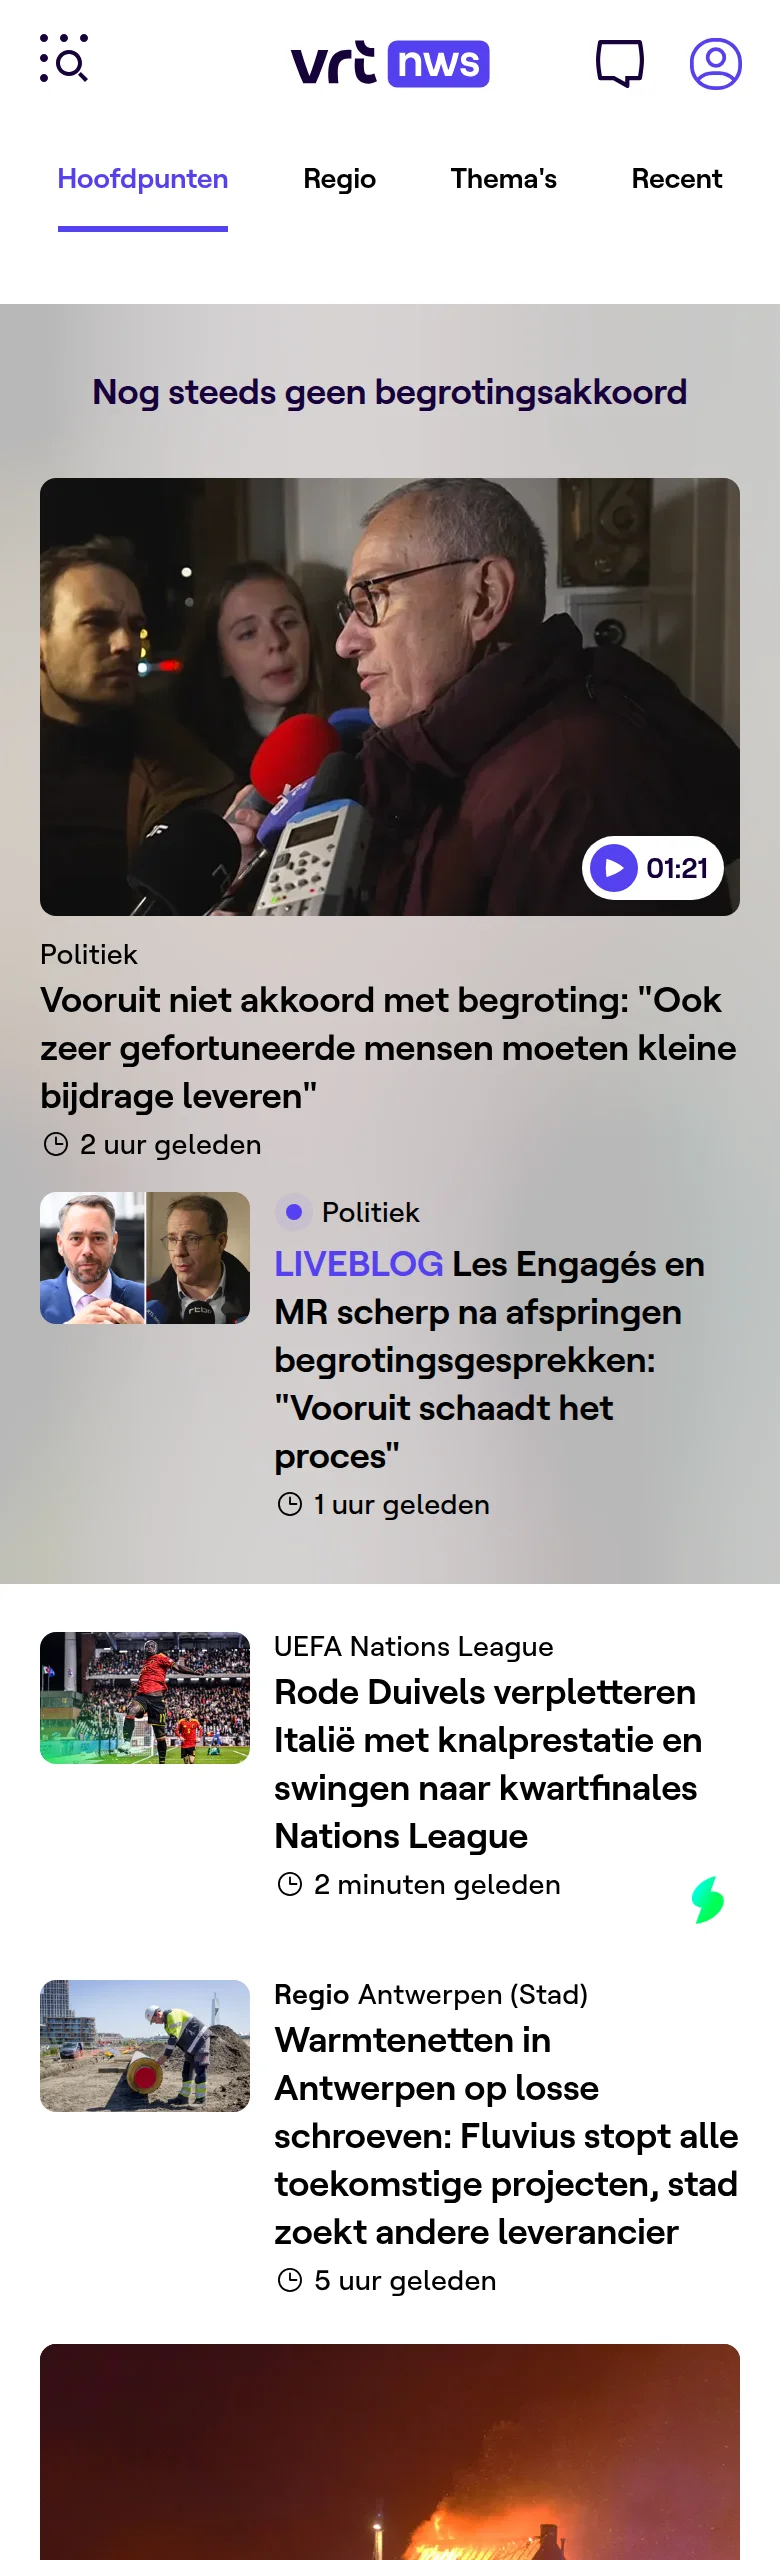 vrt nws
Hoofdpunten Regio Thema's Recent
Nog steeds geen begrotingsakkoord
01:21
Politiek
Vooruit niet akkoord met begroting: "Ook
zeer gefortuneerde mensen moeten kleine
bijdrage leveren"
2 uur geleden
Politiek
LIVEBLOG Les Engagés en
MR scherp na afspringen
begrotingsgesprekken:
"Vooruit schaadt het
proces"
1 uur geleden
UEFA Nations League
Rode Duivels verpletteren
Italië met knalprestatie en
swingen naar kwartfinales
Nations League
2 minuten geleden
Regio Antwerpen (Stad)
Warmtenetten in
Antwerpen op losse
schroeven: Fluvius stopt alle
toekomstige projecten, stad
zoekt andere leverancier
5 uur geleden